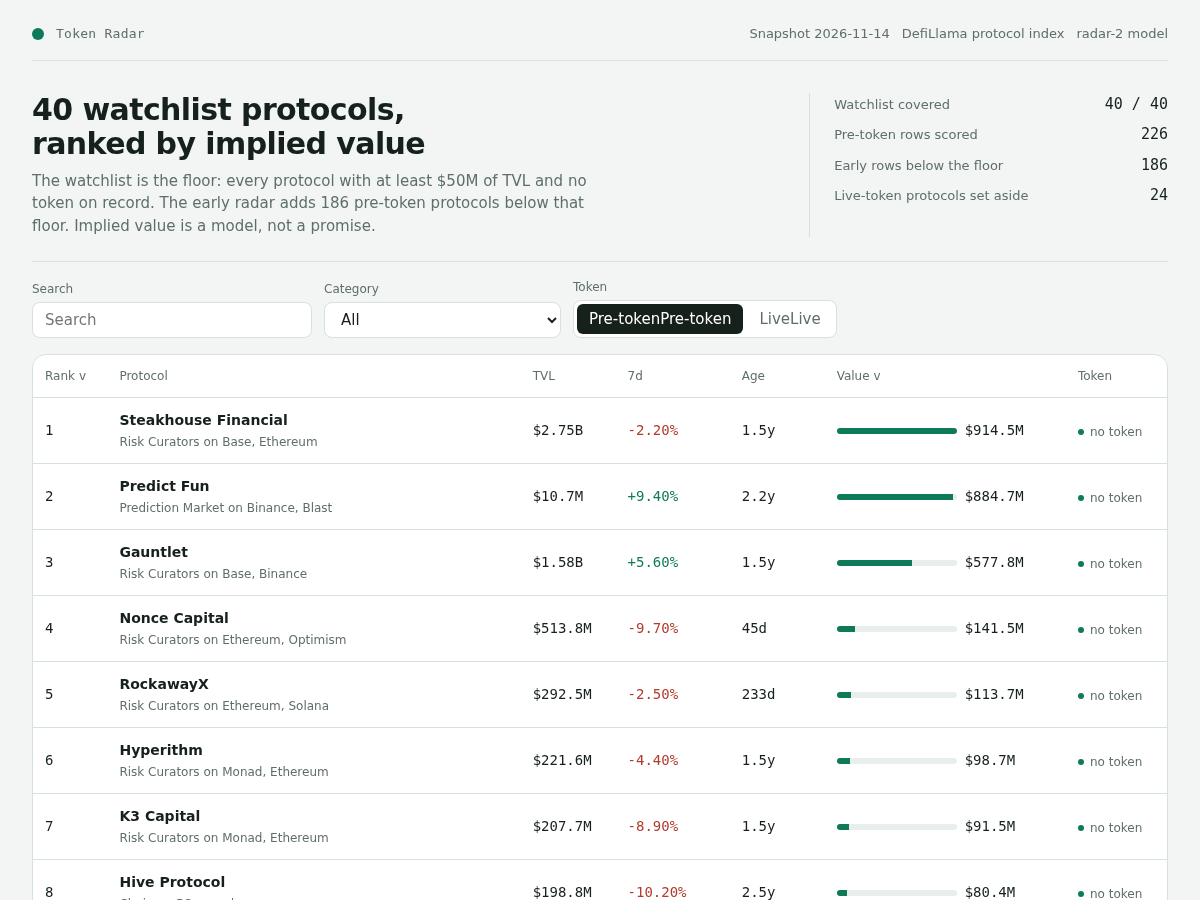 Token Radar
Snapshot 2026-11-14 DefiLlama protocol index radar-2 model
40 watchlist protocols,
ranked by implied value
The watchlist is the floor: every protocol with at least $50M of TVL and no
token on record. The early radar adds 186 pre-token protocols below that
floor. Implied value is a model, not a promise.
Watchlist covered 40 / 40
Pre-token rows scored 226
Early rows below the floor 186
Live-token protocols set aside 24
Search Category Token
Search All Pre-tokenPre-token LiveLive
Rank v Protocol TVL 7d Age Value v Token
1 Steakhouse Financial $2.75B -2.20% 1.5y $914.5M no token
Risk Curators on Base, Ethereum
2 Predict Fun $10.7M +9.40% 2.2y $884.7M no token
Prediction Market on Binance, Blast
3 Gauntlet $1.58B +5.60% 1.5y $577.8M no token
Risk Curators on Base, Binance
4 Nonce Capital $513.8M -9.70% 45d $141.5M no token
Risk Curators on Ethereum, Optimism
5 RockawayX $292.5M -2.50% 233d $113.7M no token
Risk Curators on Ethereum, Solana
6 Hyperithm $221.6M -4.40% 1.5y $98.7M no token
Risk Curators on Monad, Ethereum
7 K3 Capital $207.7M -8.90% 1.5y $91.5M no token
Risk Curators on Monad, Ethereum
8 Hive Protocol $198.8M -10.20% 2.5y $80.4M no token